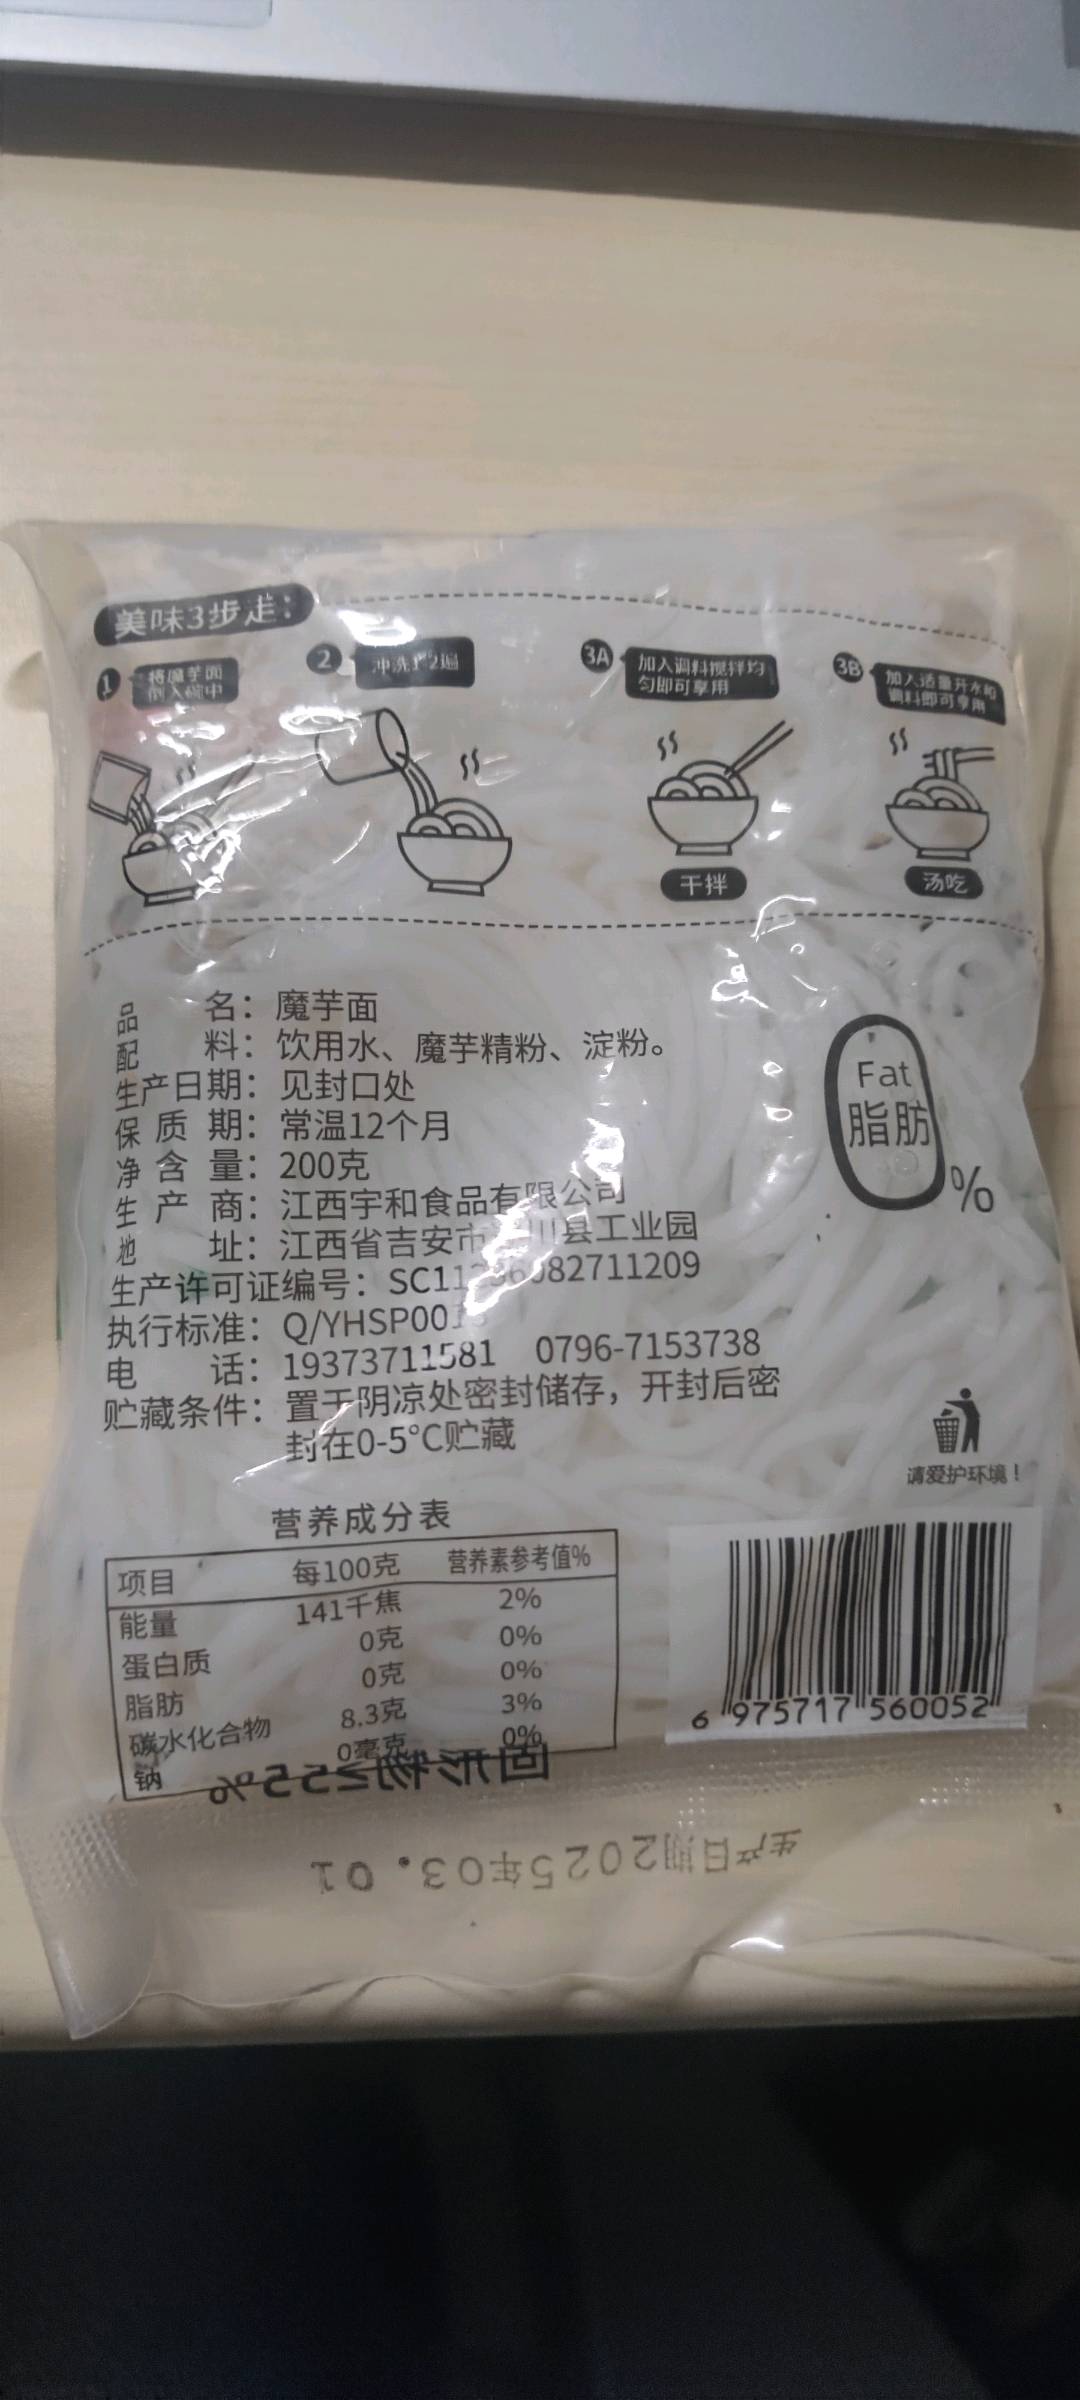 美味3步走：
1 将魔芋面
倒入碗中
2 冲洗1-2遍
3A 加入调料搅拌均
匀即可享用
3B 加入适量开水和
调料即可享用
干拌
汤吃
品名：魔芋面
配料：饮用水、魔芋精粉、淀粉。
生产日期：见封口处
保质期：常温12个月
净含量：200克
生产商：江西宇和食品有限公司
地址：江西省吉安市 川县工业园
生产许可证编号：
执行标准：
电话：19373711581 0796-7153738
贮藏条件：置于阴凉处密封储存，开封后密
封在0-5°C贮藏
Fat
脂肪
%
请爱护环境！
营养成分表
项目 每100克 营养素参考值%
能量 141千焦 2%
蛋白质 0克 0%
脂肪 0克 0%
碳水化合物 8.3克 3%
钠 0毫克 0%
6 975717 560052
固形物≥55%
生产日期2025年03.01